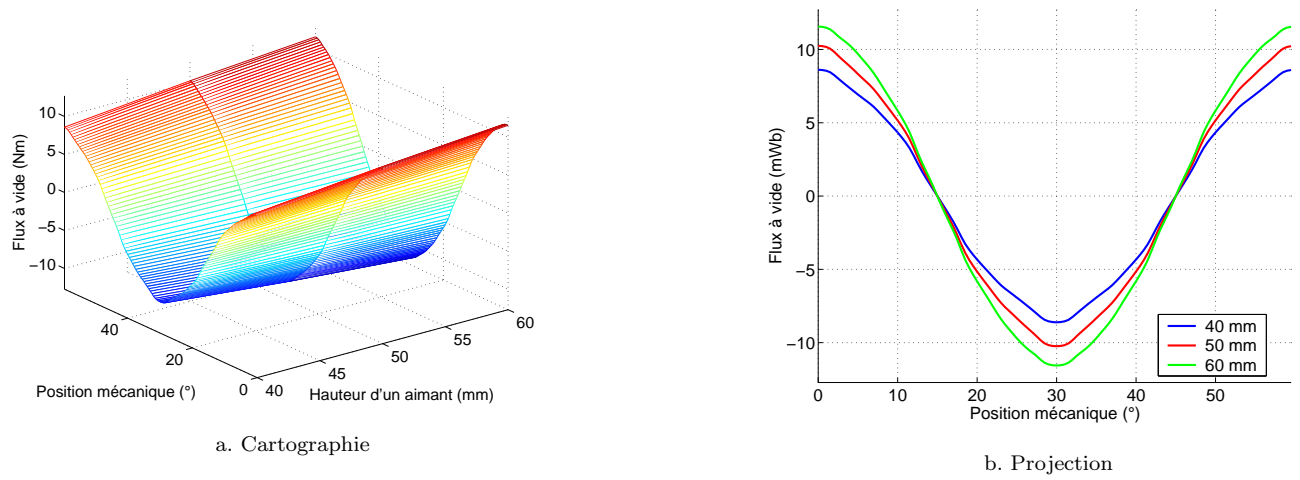 10
5
0
−5
−10
Flux à vide (Nm)
40
20
0
Position mécanique (°)
40
45
50
55
60
Hauteur d'un aimant (mm)
a. Cartographie
10
5
0
−5
−10
Flux à vide (mWb)
40 mm
50 mm
60 mm
0 10 20 30 40 50
Position mécanique (°)
b. Projection